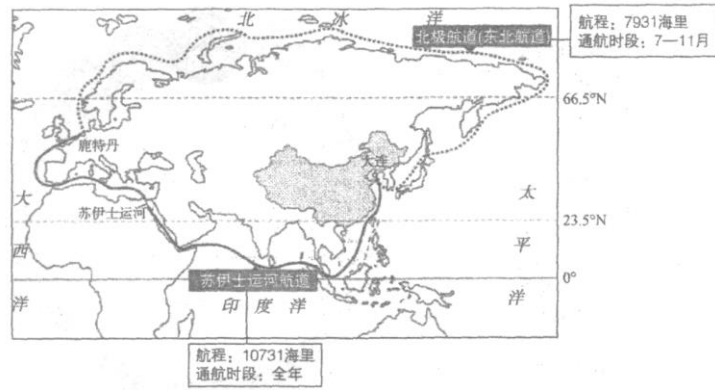 北 冰 洋
北极航道(东北航道)
航程：7931海里
通航时段：7—11月
66.5°N
鹿特丹
大连
大
西
洋
苏伊士运河
太
平
洋
23.5°N
0°
苏伊士运河航道
印 度 洋
航程：10731海里
通航时段：全年